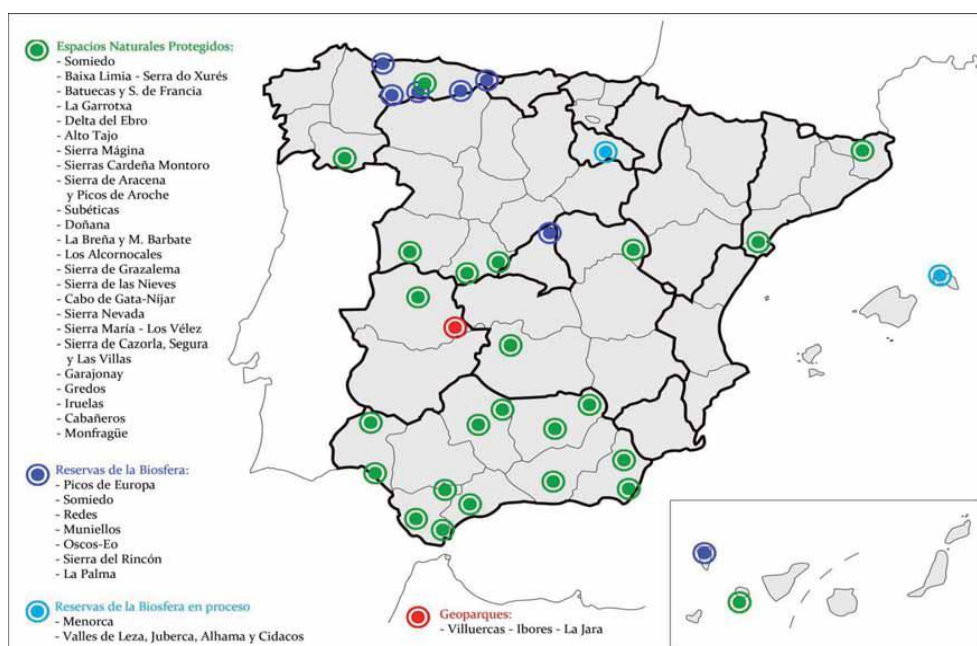 Espacios Naturales Protegidos:
- Somiedo
- Baixa Limia - Serra do Xurés
- Batuecas y S. de Francia
- La Garrotxa
- Delta del Ebro
- Alto Tajo
- Sierra Mágina
- Sierras Cardeña Montoro
- Sierra de Aracena
y Picos de Aroche
- Subéticas
- Doñana
- La Breña y M. Barbate
- Los Alcornocales
- Sierra de Grazalema
- Sierra de las Nieves
- Cabo de Gata-Níjar
- Sierra Nevada
- Sierra María - Los Vélez
- Sierra de Cazorla, Segura
y Las Villas
- Garajonay
- Gredos
- Iruelas
- Cabañeros
- Monfragüe
Reservas de la Biosfera:
- Picos de Europa
- Somiedo
- Redes
- Muniellos
- Oscos-Eo
- Sierra del Rincón
- La Palma
Reservas de la Biosfera en proceso
- Menorca
- Valles de Leza, Juberca, Alhama y Cidacos
Geoparques:
- Villuercas - Ibores - La Jara